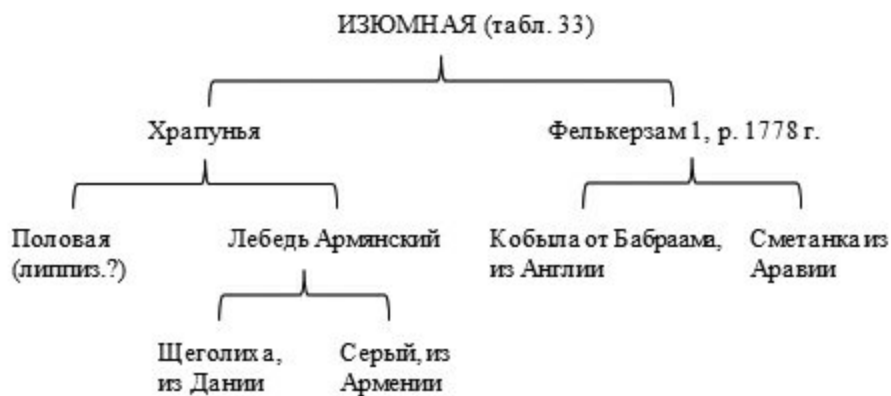 ИЗЮМНАЯ (табл. 33)
Храпунья
Фелькерзам 1, р. 1778 г.
Половая
(липпиз.?)
Лебедь Армянский
Кобыла от Бабраама,
из Англии
Сметанка из
Аравии
Щеголиха,
из Дании
Серый, из
Армении